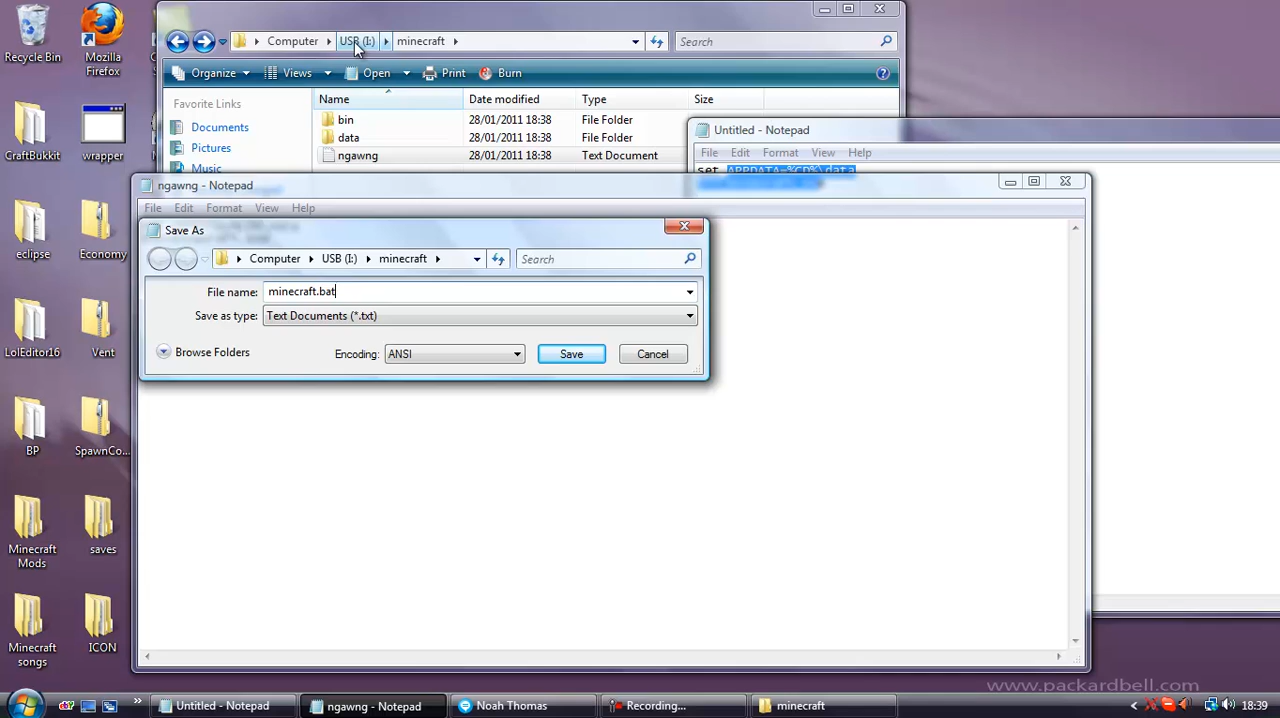 Recycle Bin
Mozilla
Firefox
CraftBukkit
wrapper
eclipse
Economy
LolEditor16
Vent
BP
SpawnCo...
Minecraft
Mods
saves
Minecraft
songs
ICON
Computer
USB (I:)
minecraft
Search
Organize
Views
Open
Print
Burn
Favorite Links
Documents
Pictures
Music
Name
Date modified
Type
Size
bin
28/01/2011 18:38
File Folder
data
28/01/2011 18:38
File Folder
ngawng
28/01/2011 18:39
Text Document
Untitled - Notepad
File Edit Format View Help
set APPDATA=%CD%\data
ngawng - Notepad
File Edit Format View Help
Save As
Computer
USB (I:)
minecraft
Search
File name:
minecraft.bat
Save as type:
Text Documents (*.txt)
Browse Folders
Encoding:
ANSI
Save
Cancel
www.packardbell.com
Untitled - Notepad
ngawng - Notepad
Noah Thomas
Recording...
minecraft
18:39